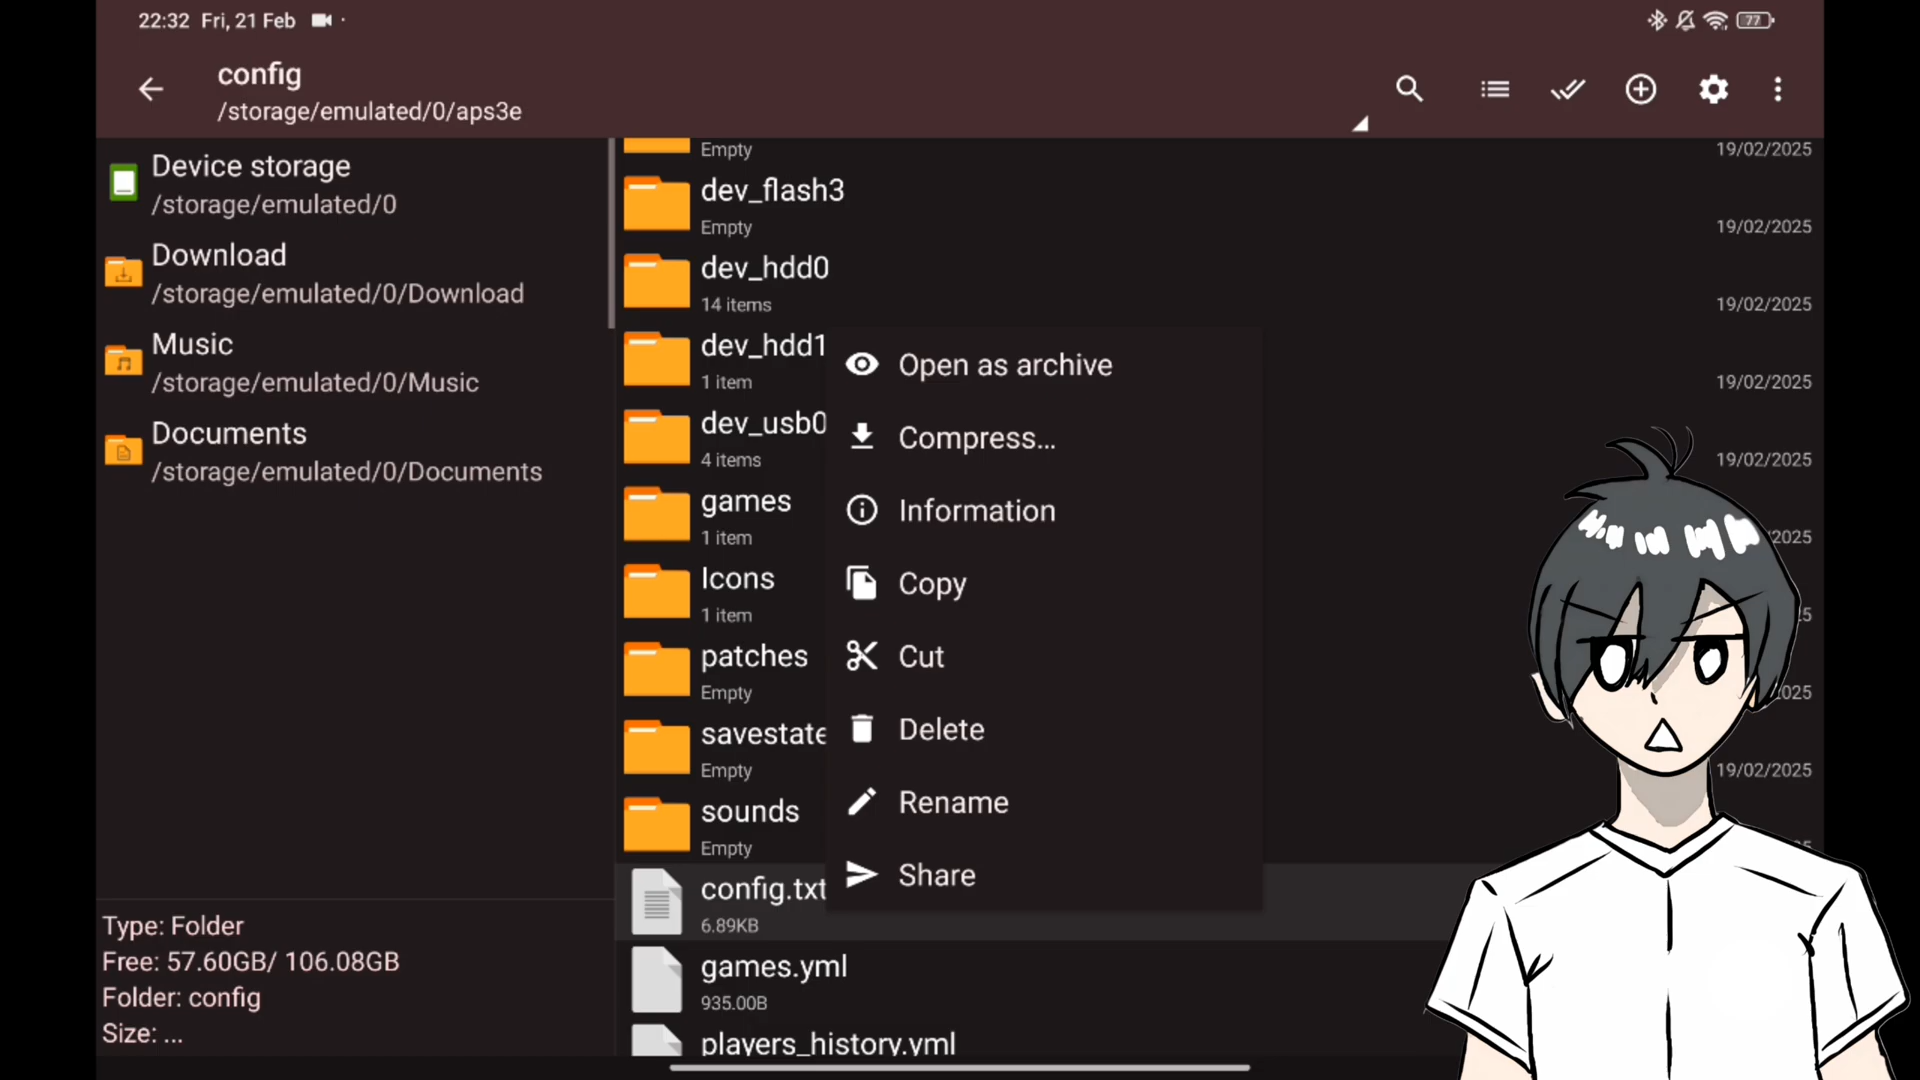 22:32 Fri, 21 Feb
77
config
/storage/emulated/0/aps3e
Device storage
/storage/emulated/0
Download
/storage/emulated/0/Download
Music
/storage/emulated/0/Music
Documents
/storage/emulated/0/Documents
Type: Folder
Free: 57.60GB/ 106.08GB
Folder: config
Size: ...
Empty
19/02/2025
dev_flash3
Empty
19/02/2025
dev_hdd0
14 items
19/02/2025
dev_hdd1
1 item
19/02/2025
dev_usb0
4 items
19/02/2025
games
1 item
2025
Icons
1 item
patches
Empty
2025
savestate
Empty
19/02/2025
sounds
Empty
config.txt
6.89KB
games.yml
935.00B
players_history.yml
Open as archive
Compress...
Information
Copy
Cut
Delete
Rename
Share